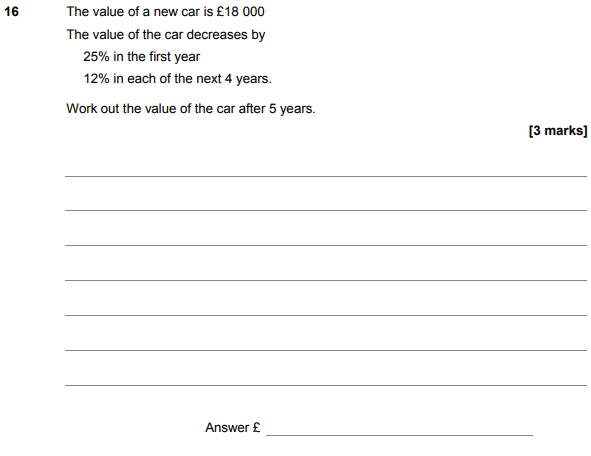 16 The value of a new car is £18 000
The value of the car decreases by
25% in the first year
12% in each of the next 4 years.
Work out the value of the car after 5 years.
[3 marks]
Answer £